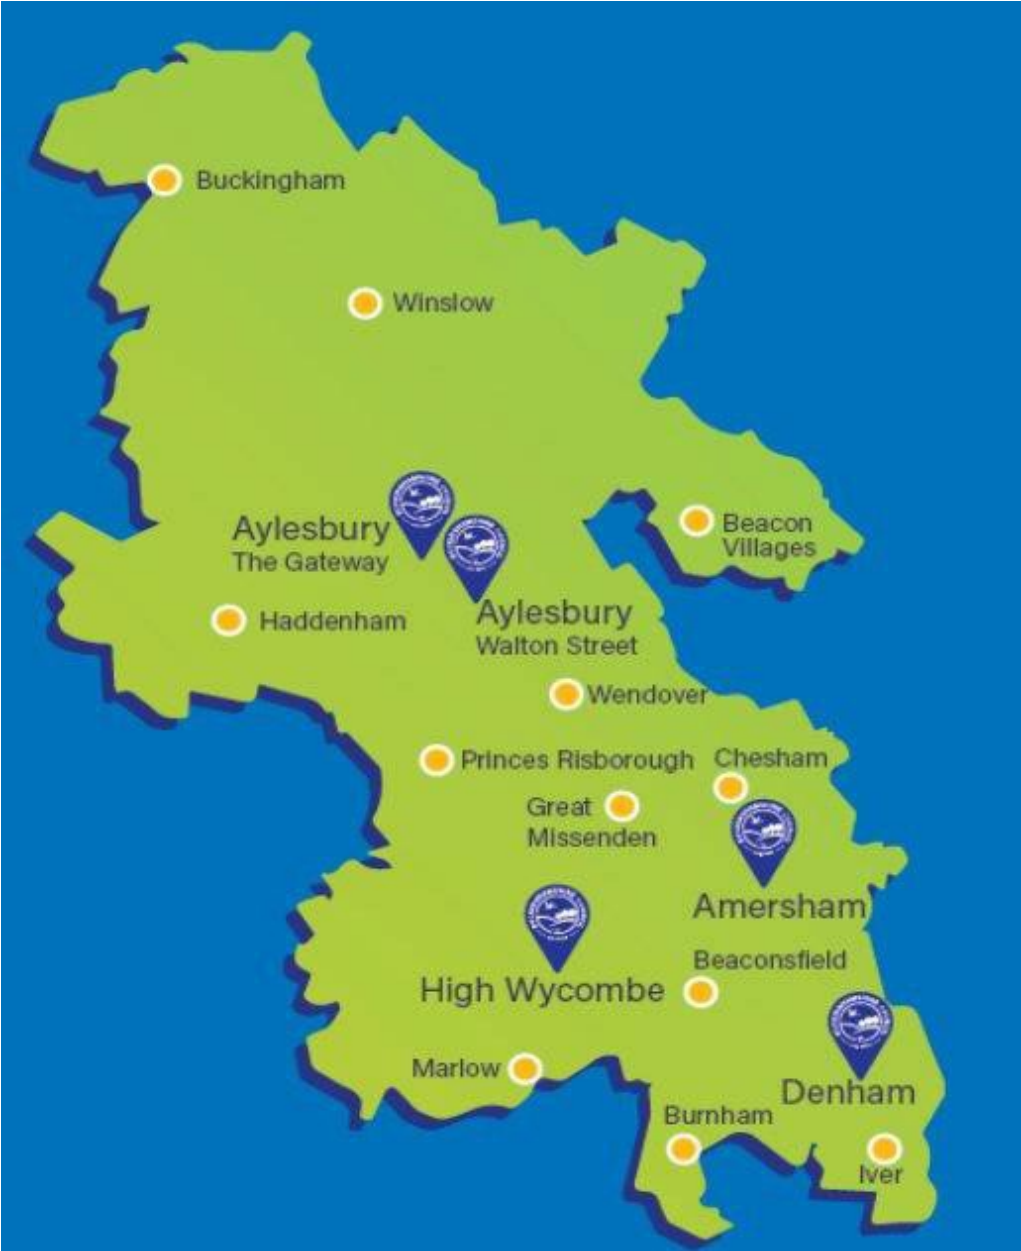 Buckingham
Winslow
Aylesbury
The Gateway
Beacon
Villages
Haddenham
Aylesbury
Walton Street
Wendover
Princes Risborough
Chesham
Great
Missenden
Amersham
Beaconsfield
High Wycombe
Marlow
Denham
Burnham
Iver